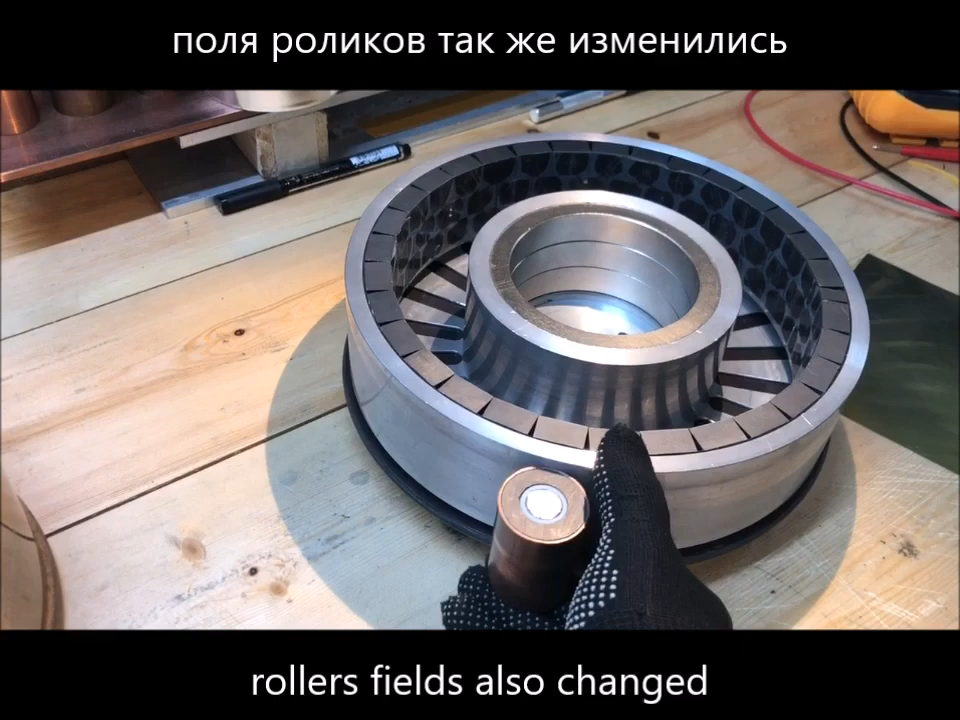 поля роликов так же изменились
rollers fields also changed